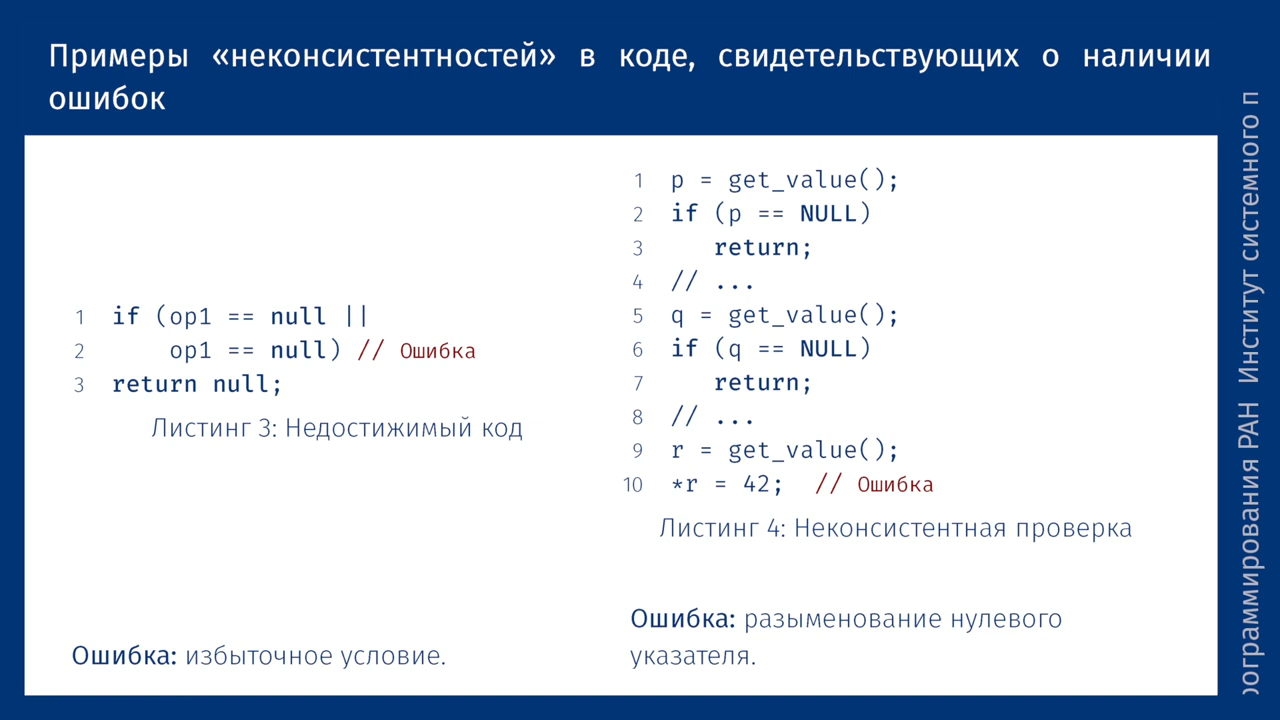 Примеры «неконсистентностей» в коде, свидетельствующих о наличии
ошибок
1 if (op1 == null ||
2 op1 == null) // Ошибка
3 return null;
Листинг 3: Недостижимый код
Ошибка: избыточное условие.
1 p = get_value();
2 if (p == NULL)
3 return;
4 // ...
5 q = get_value();
6 if (q == NULL)
7 return;
8 // ...
9 r = get_value();
10 *r = 42; // Ошибка
Листинг 4: Неконсистентная проверка
Ошибка: разыменование нулевого
указателя.
рограммирования РАН Институт системного п